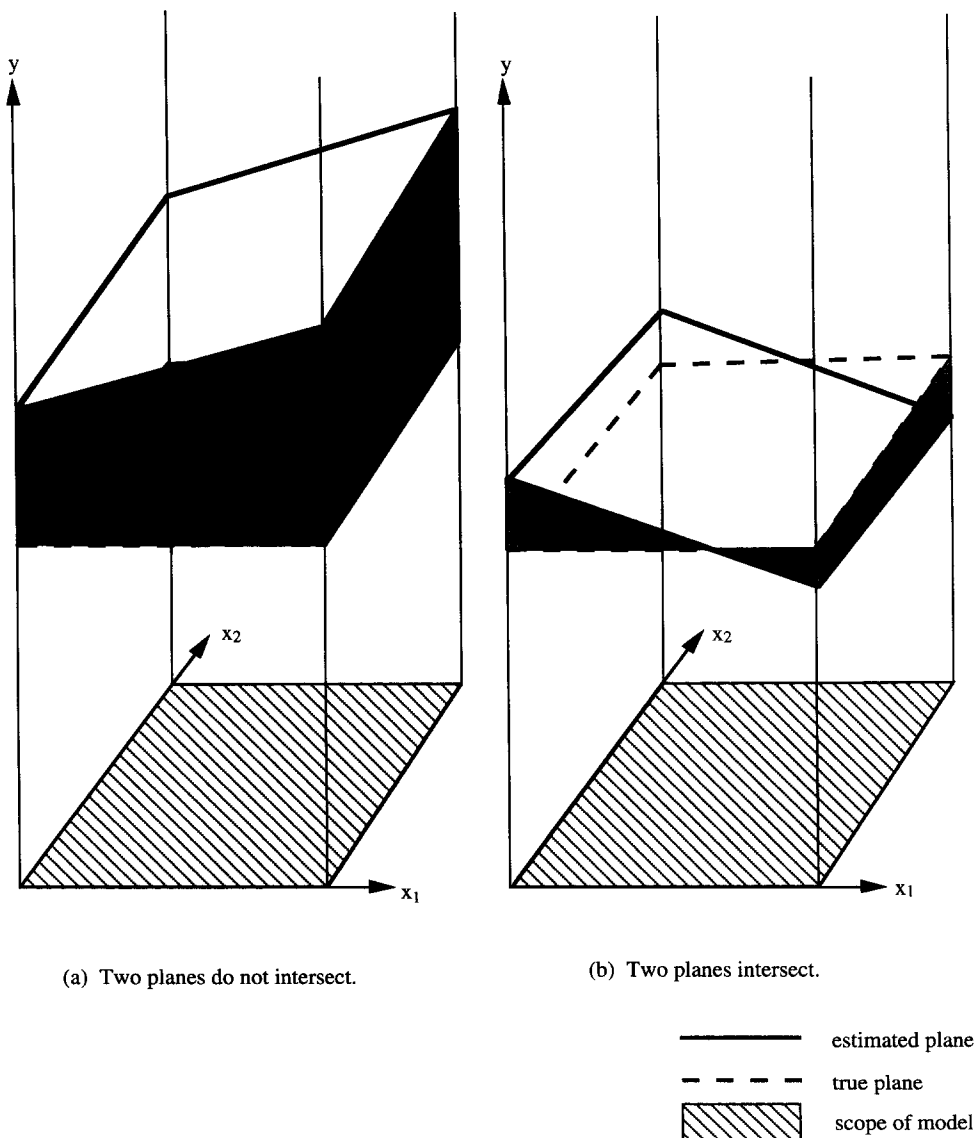 y
y
x₂
x₂
x₁
x₁
(a) Two planes do not intersect.
(b) Two planes intersect.
estimated plane
true plane
scope of model